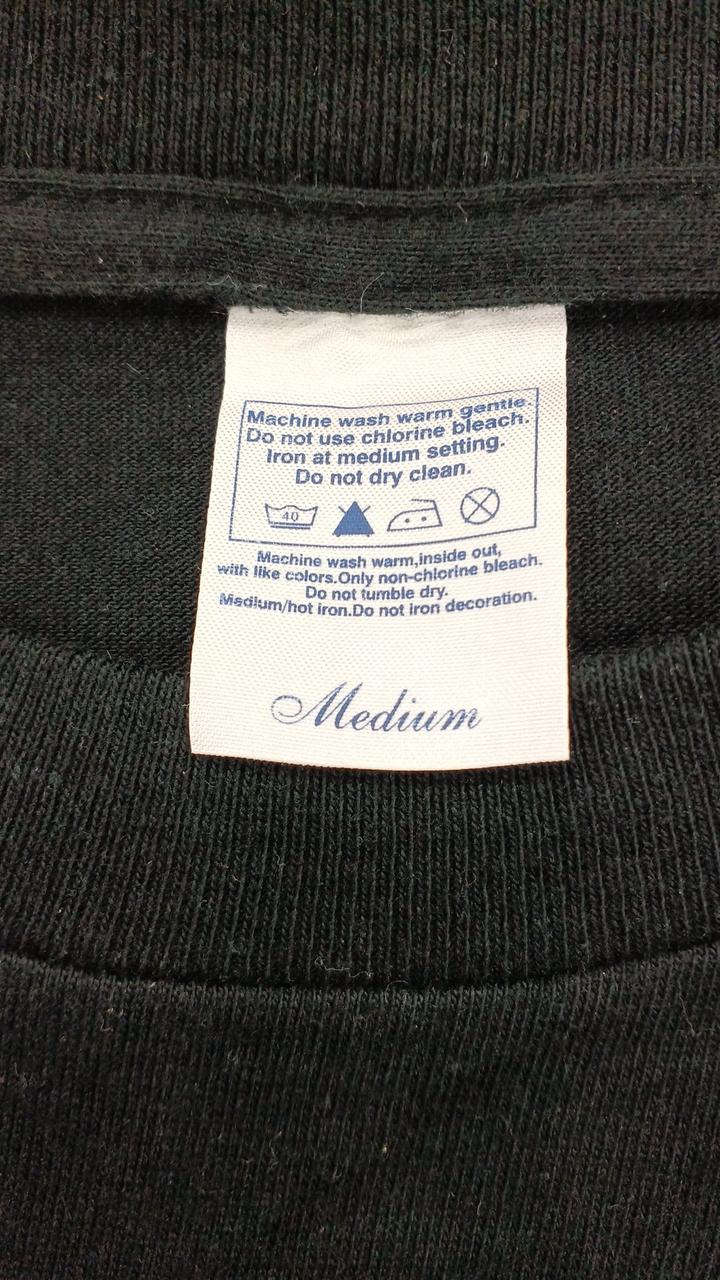 Machine wash warm gentle.
Do not use chlorine bleach.
Iron at medium setting.
Do not dry clean.
40
Machine wash warm,inside out,
with like colors.Only non-chlorine bleach.
Do not tumble dry.
Medium/hot iron.Do not iron decoration.
Medium